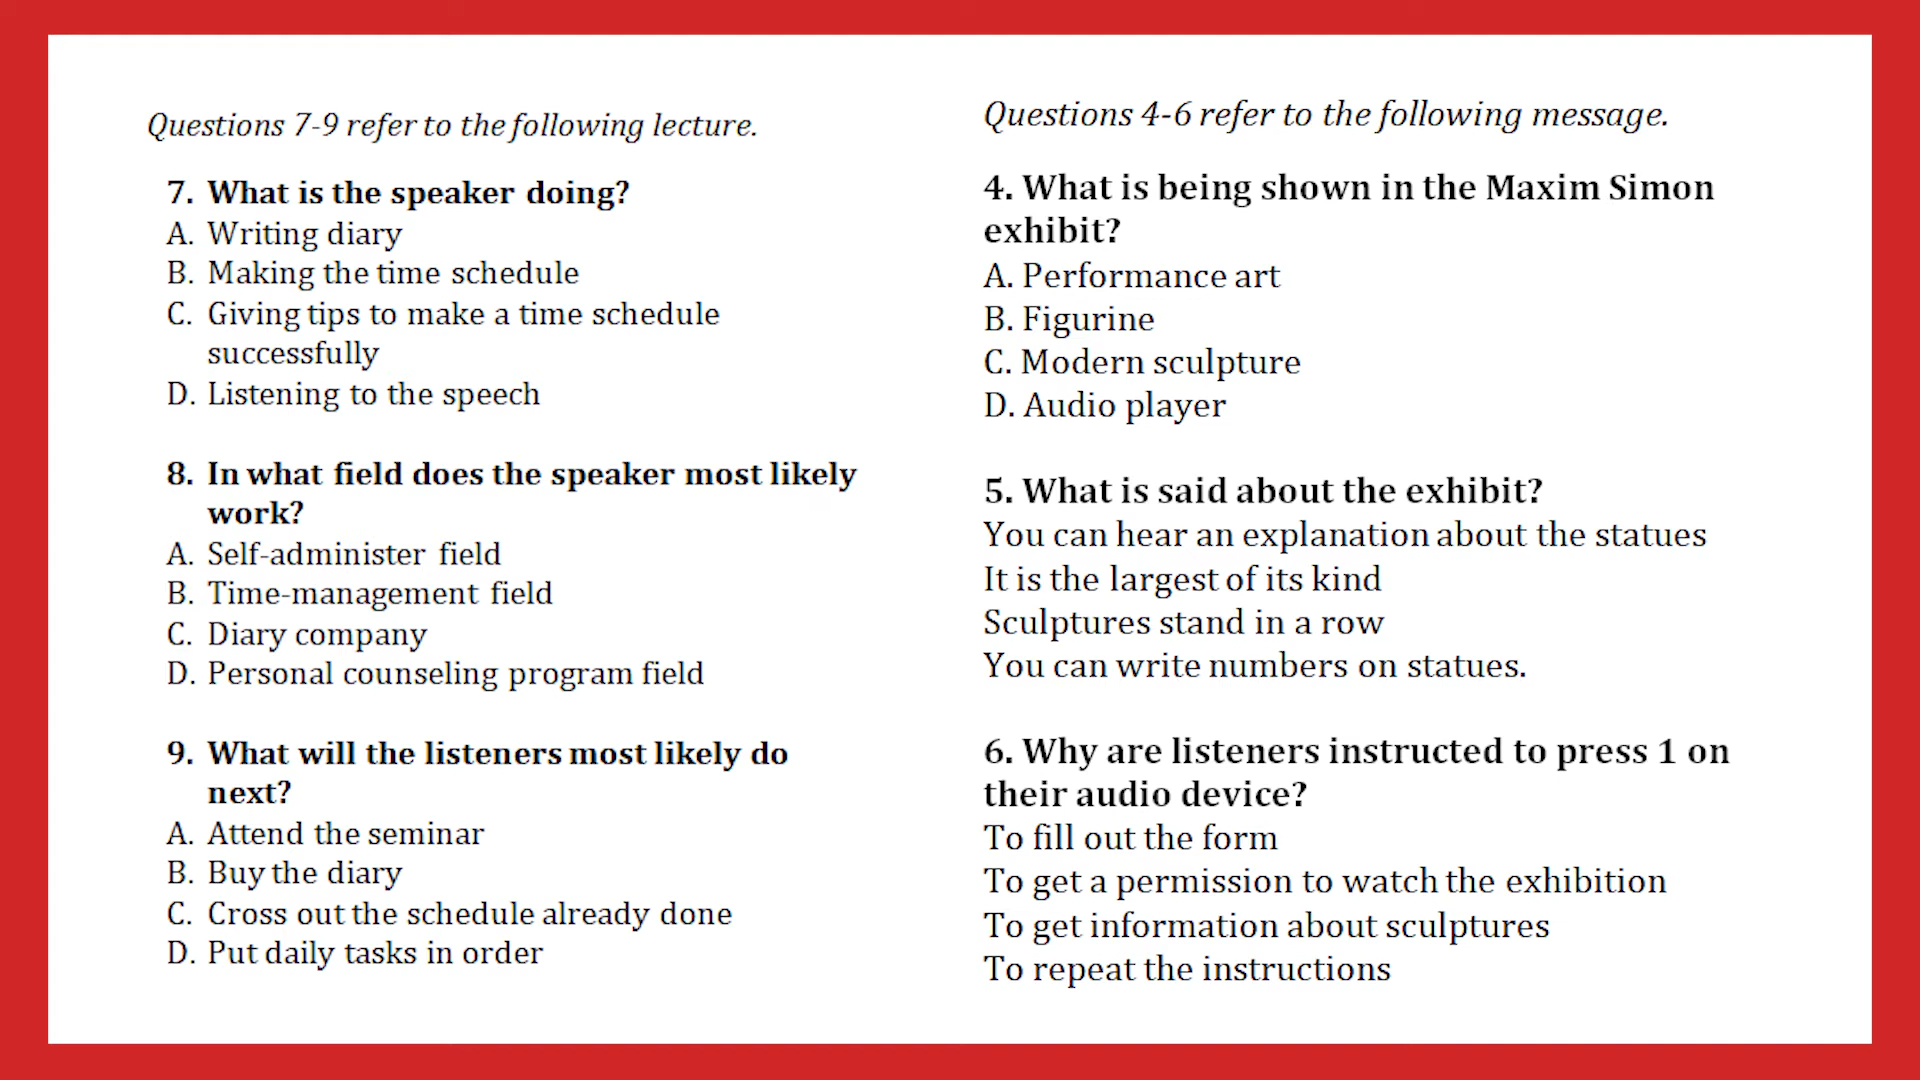 Questions 7-9 refer to the following lecture.
7. What is the speaker doing?
A. Writing diary
B. Making the time schedule
C. Giving tips to make a time schedule
successfully
D. Listening to the speech
8. In what field does the speaker most likely
work?
A. Self-administer field
B. Time-management field
C. Diary company
D. Personal counseling program field
9. What will the listeners most likely do
next?
A. Attend the seminar
B. Buy the diary
C. Cross out the schedule already done
D. Put daily tasks in order
Questions 4-6 refer to the following message.
4. What is being shown in the Maxim Simon
exhibit?
A. Performance art
B. Figurine
C. Modern sculpture
D. Audio player
5. What is said about the exhibit?
You can hear an explanation about the statues
It is the largest of its kind
Sculptures stand in a row
You can write numbers on statues.
6. Why are listeners instructed to press 1 on
their audio device?
To fill out the form
To get a permission to watch the exhibition
To get information about sculptures
To repeat the instructions